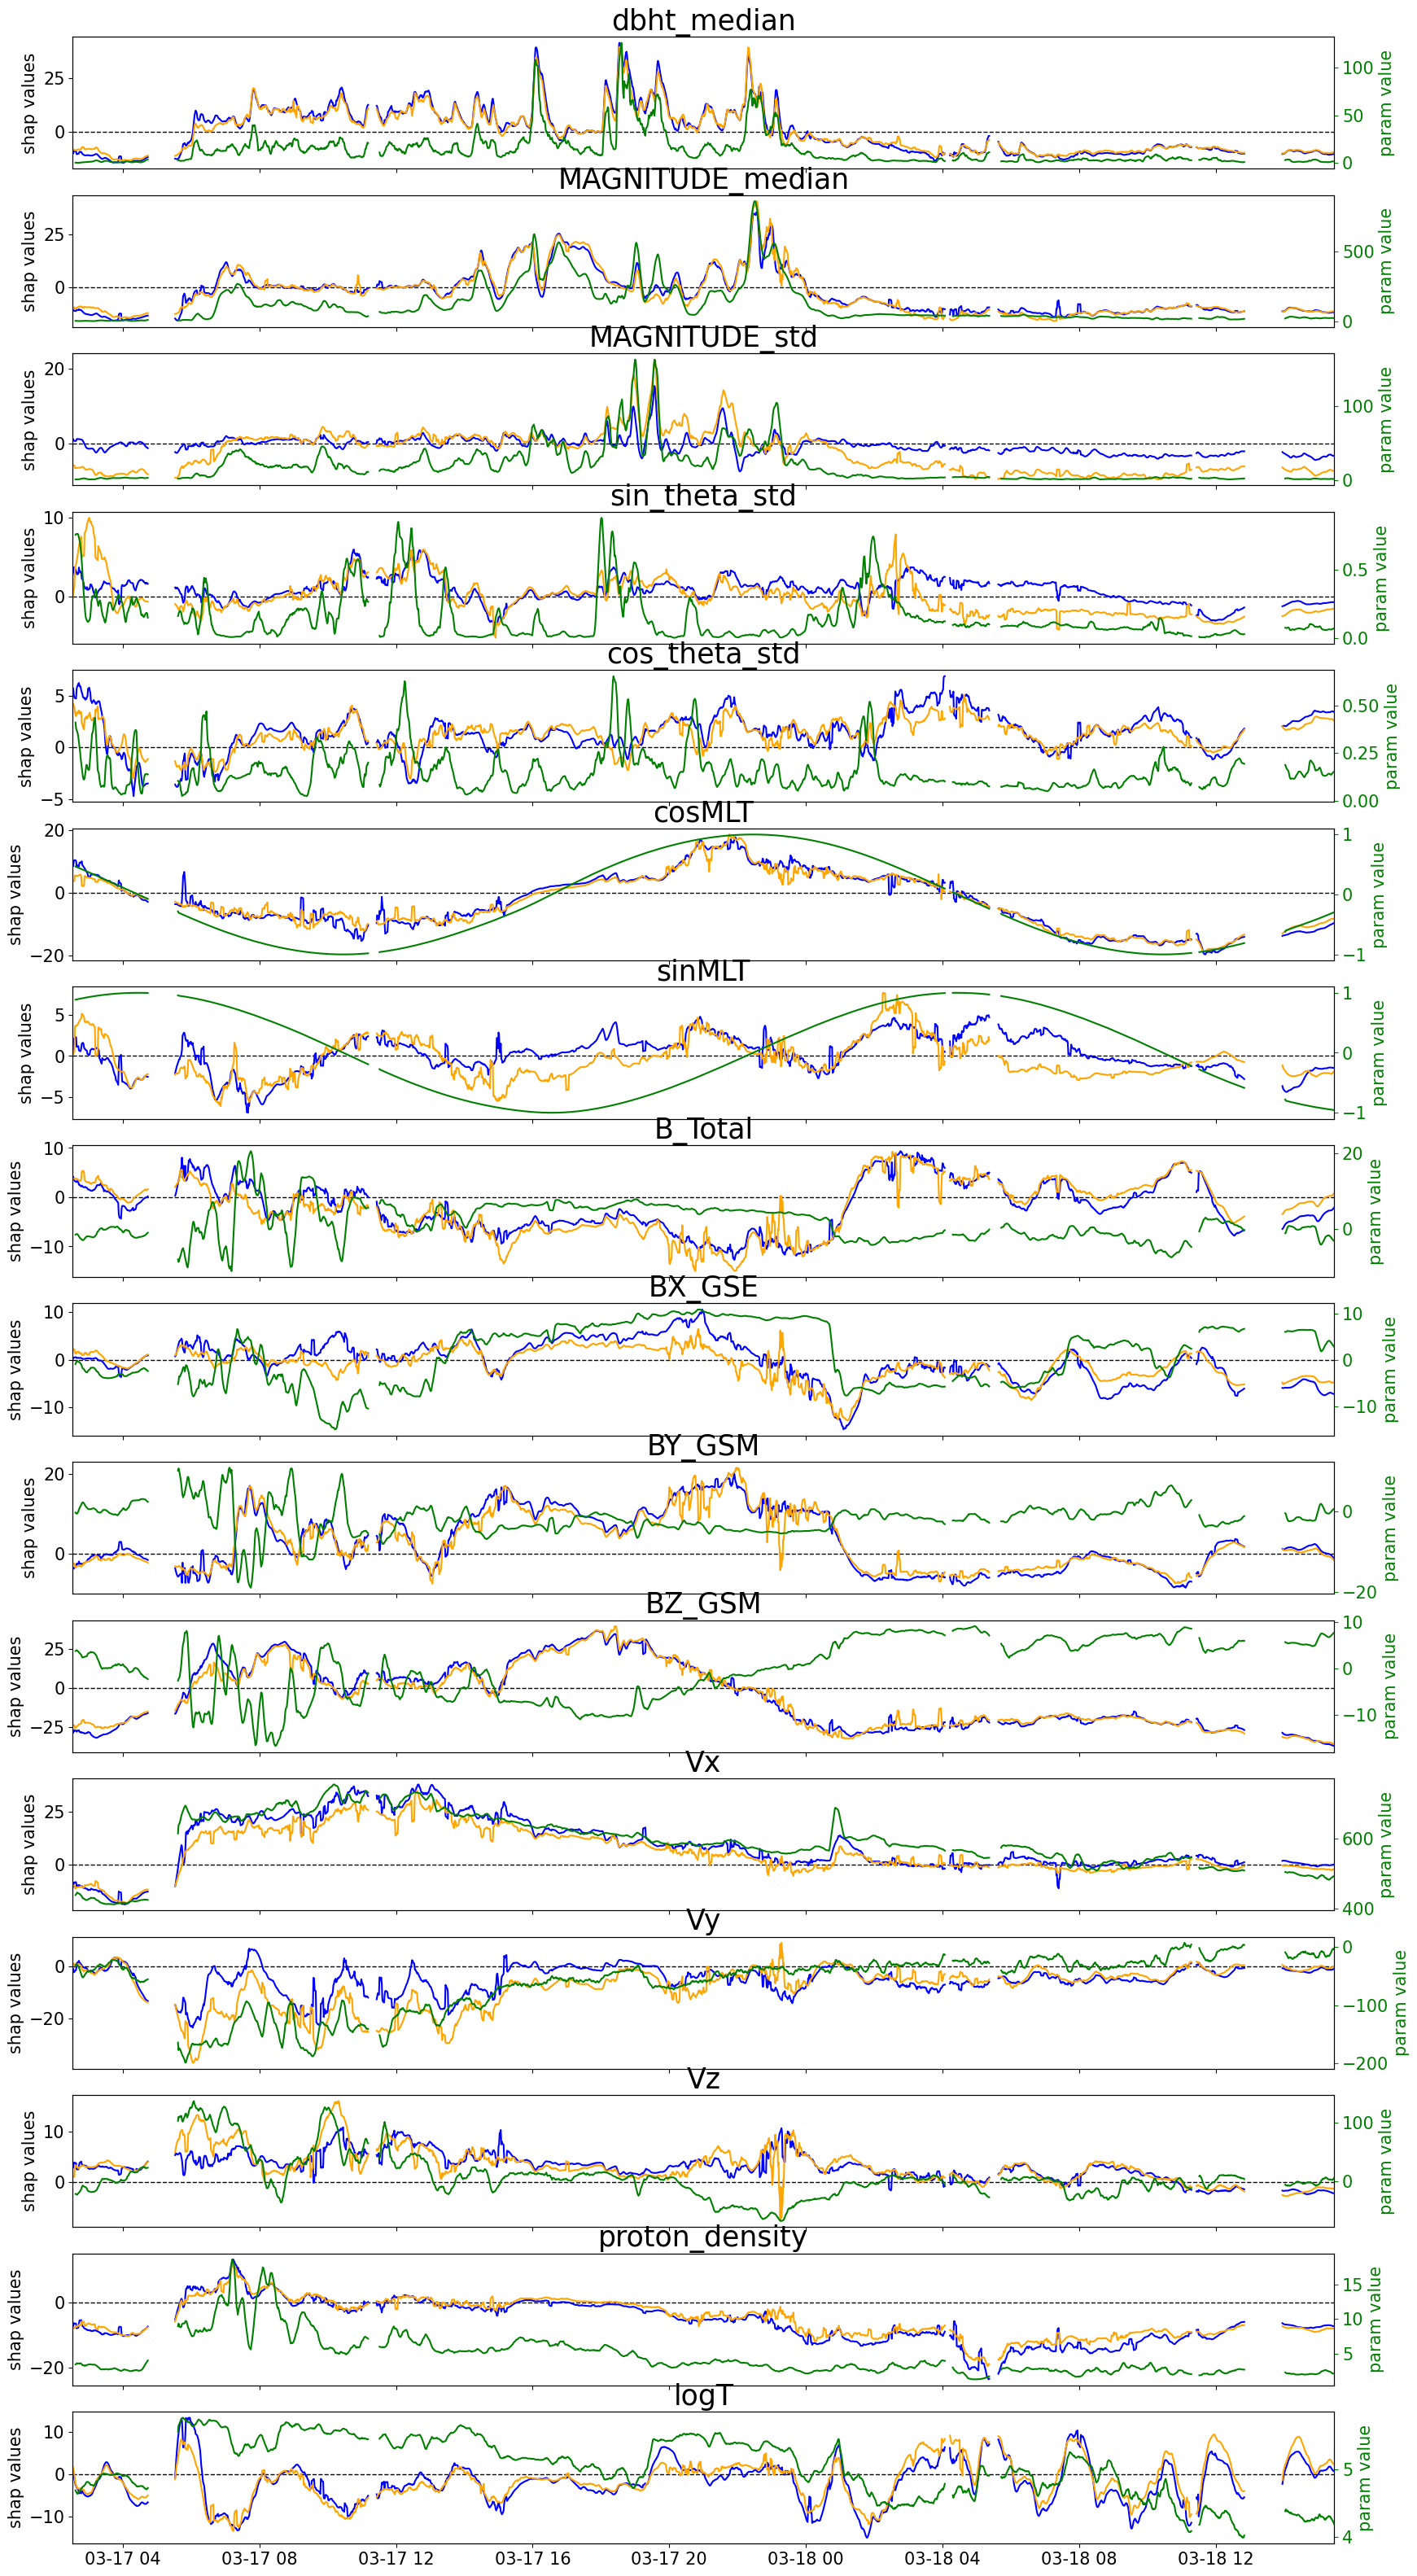 dbht_median
shap values
25
0
100
50
0
param value
MAGNITUDE_median
shap values
25
0
500
0
param value
MAGNITUDE_std
shap values
20
0
100
0
param value
sin_theta_std
shap values
10
0
0.5
0.0
param value
cos_theta_std
shap values
5
0
−5
0.50
0.25
0.00
param value
cosMLT
shap values
20
0
−20
1
0
−1
param value
sinMLT
shap values
5
0
−5
1
0
−1
param value
B_Total
shap values
10
0
−10
20
0
param value
BX_GSE
shap values
10
0
−10
10
0
−10
param value
BY_GSM
shap values
20
0
0
−20
param value
BZ_GSM
shap values
25
0
−25
10
0
−10
param value
Vx
shap values
25
0
600
400
param value
Vy
shap values
0
−20
0
−100
−200
param value
Vz
shap values
10
0
100
0
param value
proton_density
shap values
0
−20
15
10
5
param value
logT
shap values
10
0
−10
5
4
param value
03-17 04 03-17 08 03-17 12 03-17 16 03-17 20 03-18 00 03-18 04 03-18 08 03-18 12